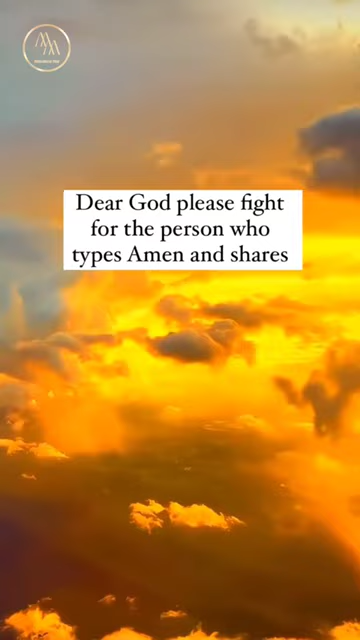 Dear God please fight
for the person who
types Amen and shares